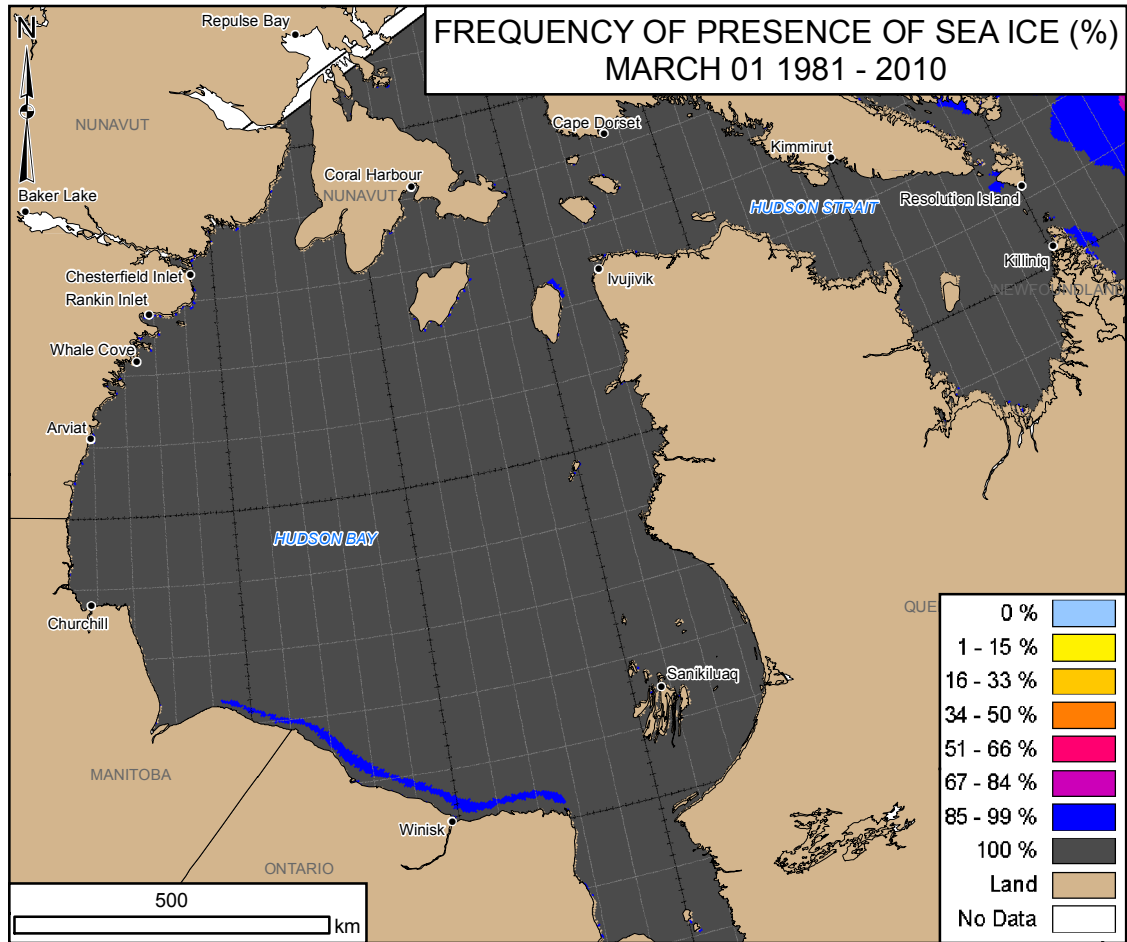 FREQUENCY OF PRESENCE OF SEA ICE (%)
MARCH 01 1981 - 2010
N
Repulse Bay
NUNAVUT
Cape Dorset
Kimmirut
Coral Harbour
NUNAVUT
Baker Lake
Resolution Island
HUDSON STRAIT
Killiniq
Chesterfield Inlet
Ivujivik
NEWFOUNDLAND
Rankin Inlet
Whale Cove
Arviat
HUDSON BAY
Churchill
QUE
Sanikiluaq
MANITOBA
Winisk
ONTARIO
500
km
0 %
1 - 15 %
16 - 33 %
34 - 50 %
51 - 66 %
67 - 84 %
85 - 99 %
100 %
Land
No Data